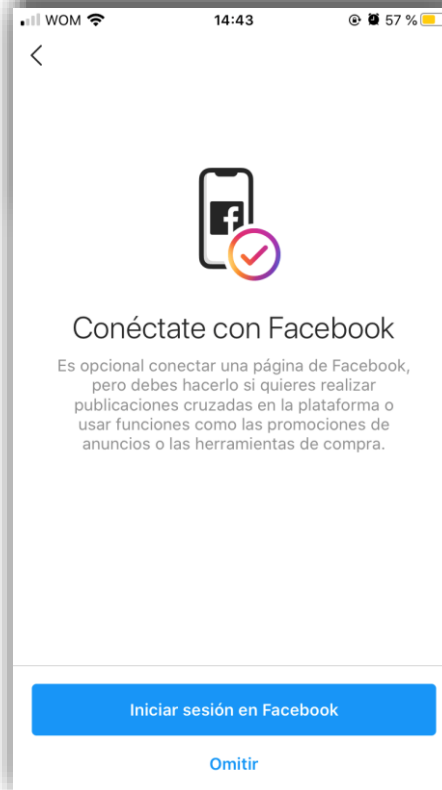 WOM 14:43 57 %
Conéctate con Facebook
Es opcional conectar una página de Facebook,
pero debes hacerlo si quieres realizar
publicaciones cruzadas en la plataforma o
usar funciones como las promociones de
anuncios o las herramientas de compra.
Iniciar sesión en Facebook
Omitir